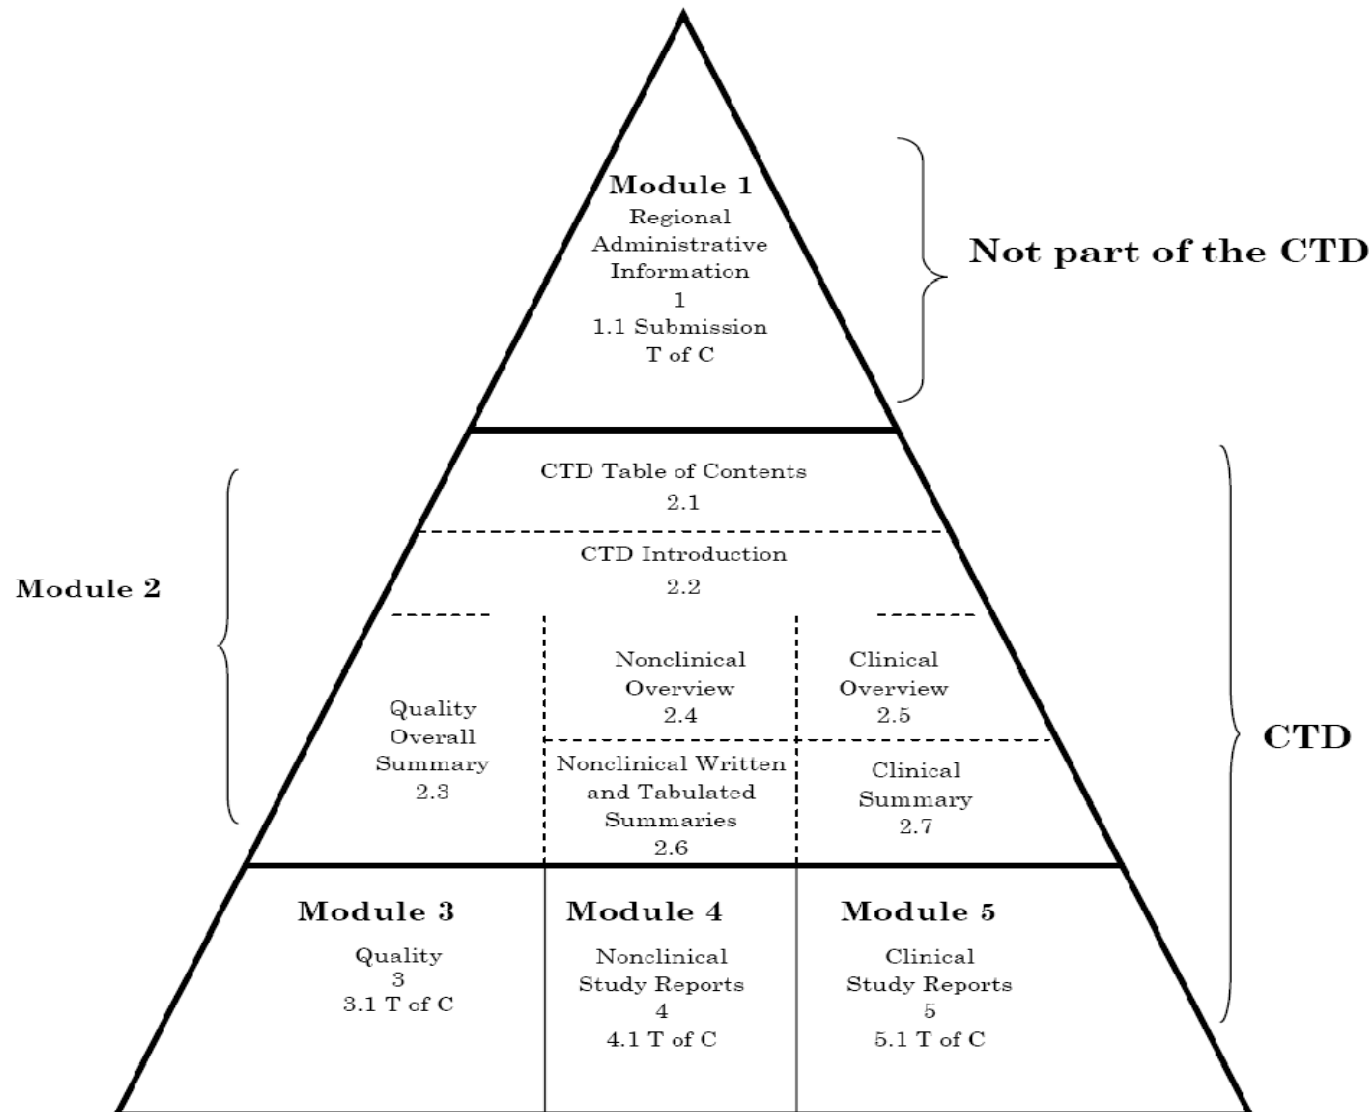 Module 1
Regional
Administrative
Information
1
1.1 Submission
T of C
Not part of the CTD
Module 2
CTD Table of Contents
2.1
CTD Introduction
2.2
Quality
Overall
Summary
2.3
Nonclinical
Overview
2.4
Clinical
Overview
2.5
Nonclinical Written
and Tabulated
Summaries
2.6
Clinical
Summary
2.7
CTD
Module 3
Quality
3
3.1 T of C
Module 4
Nonclinical
Study Reports
4
4.1 T of C
Module 5
Clinical
Study Reports
5
5.1 T of C